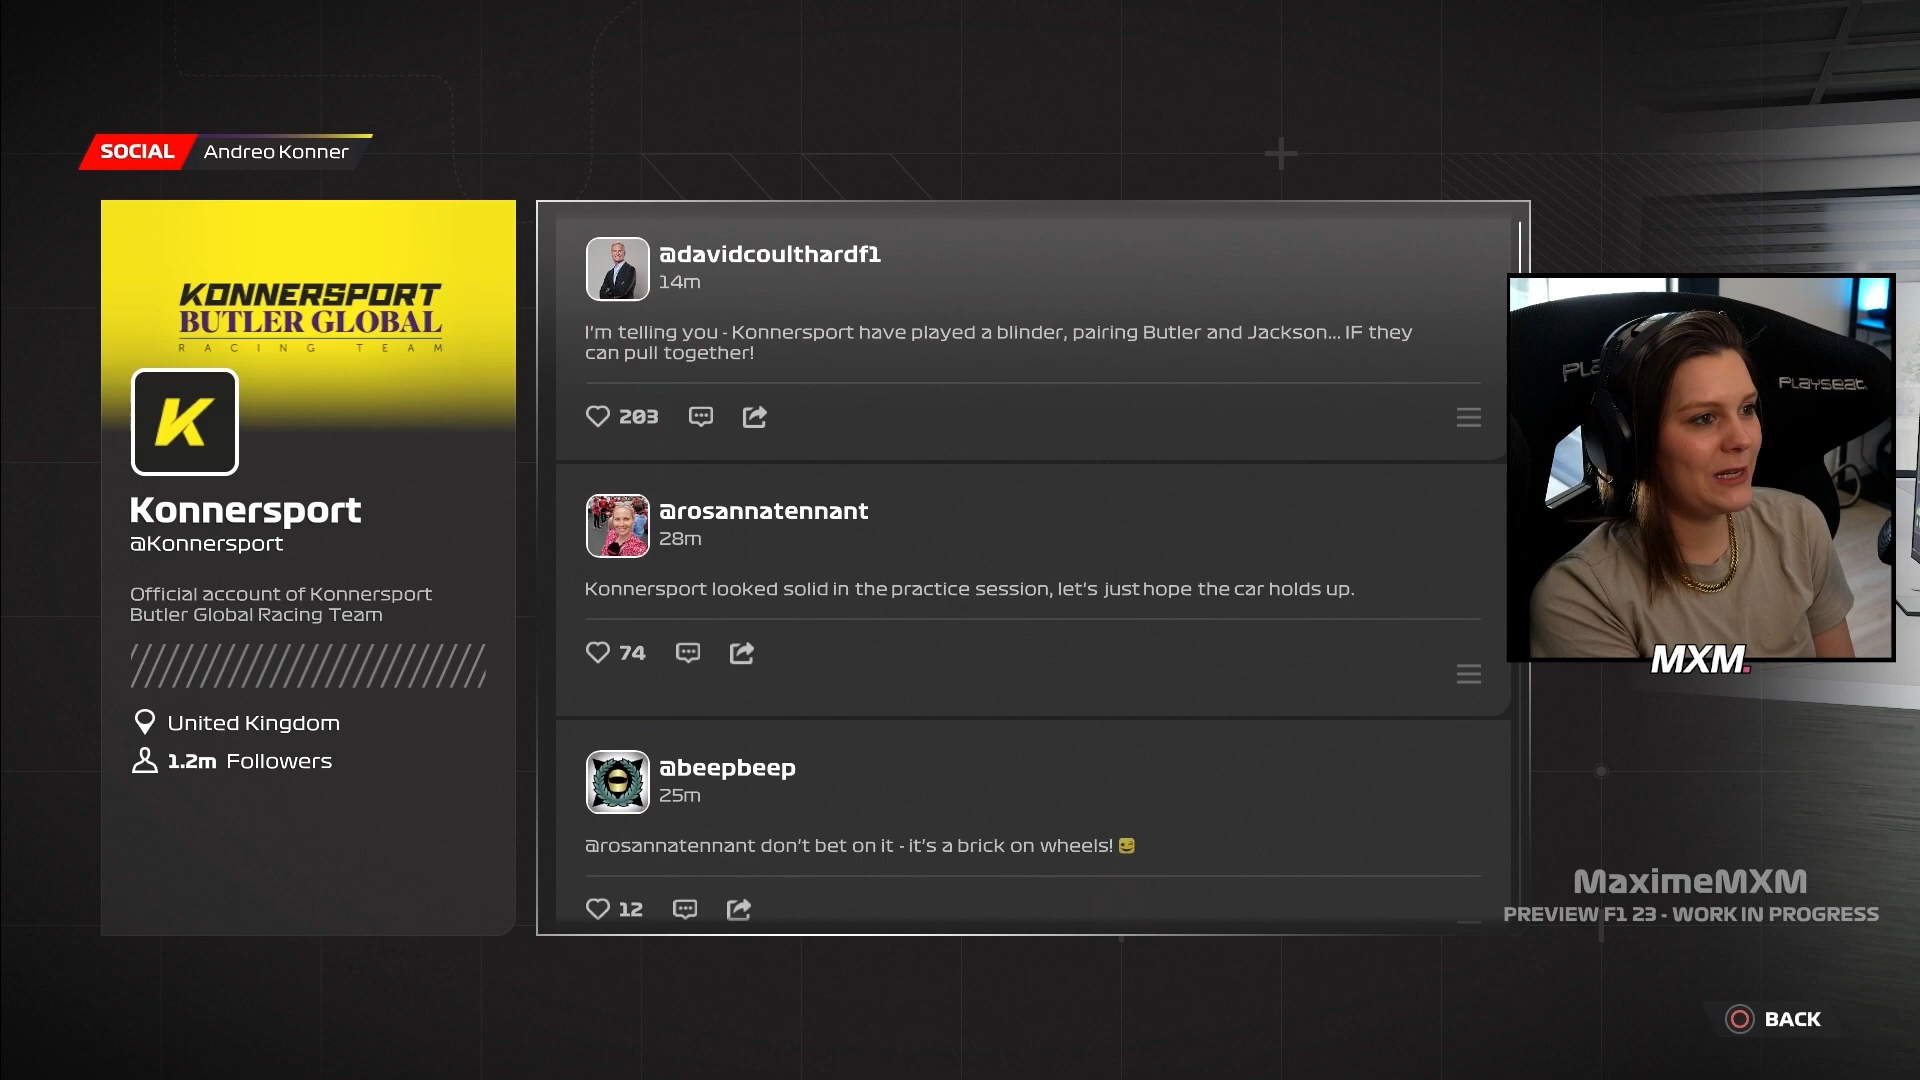 SOCIAL Andreo Konner
KONNERSPORT
BUTLER GLOBAL
RACING TEAM
K
Konnersport
@Konnersport
Official account of Konnersport
Butler Global Racing Team
United Kingdom
1.2m Followers
@davidcoulthardf1
14m
I'm telling you - Konnersport have played a blinder, pairing Butler and Jackson... IF they
can pull together!
203
@rosannatennant
28m
Konnersport looked solid in the practice session, let's just hope the car holds up.
74
@beepbeep
25m
@rosannatennant don't bet on it - it's a brick on wheels! 😉
12
PLAYSEAT
MXM.
MaximeMXM
PREVIEW F1 23 - WORK IN PROGRESS
BACK